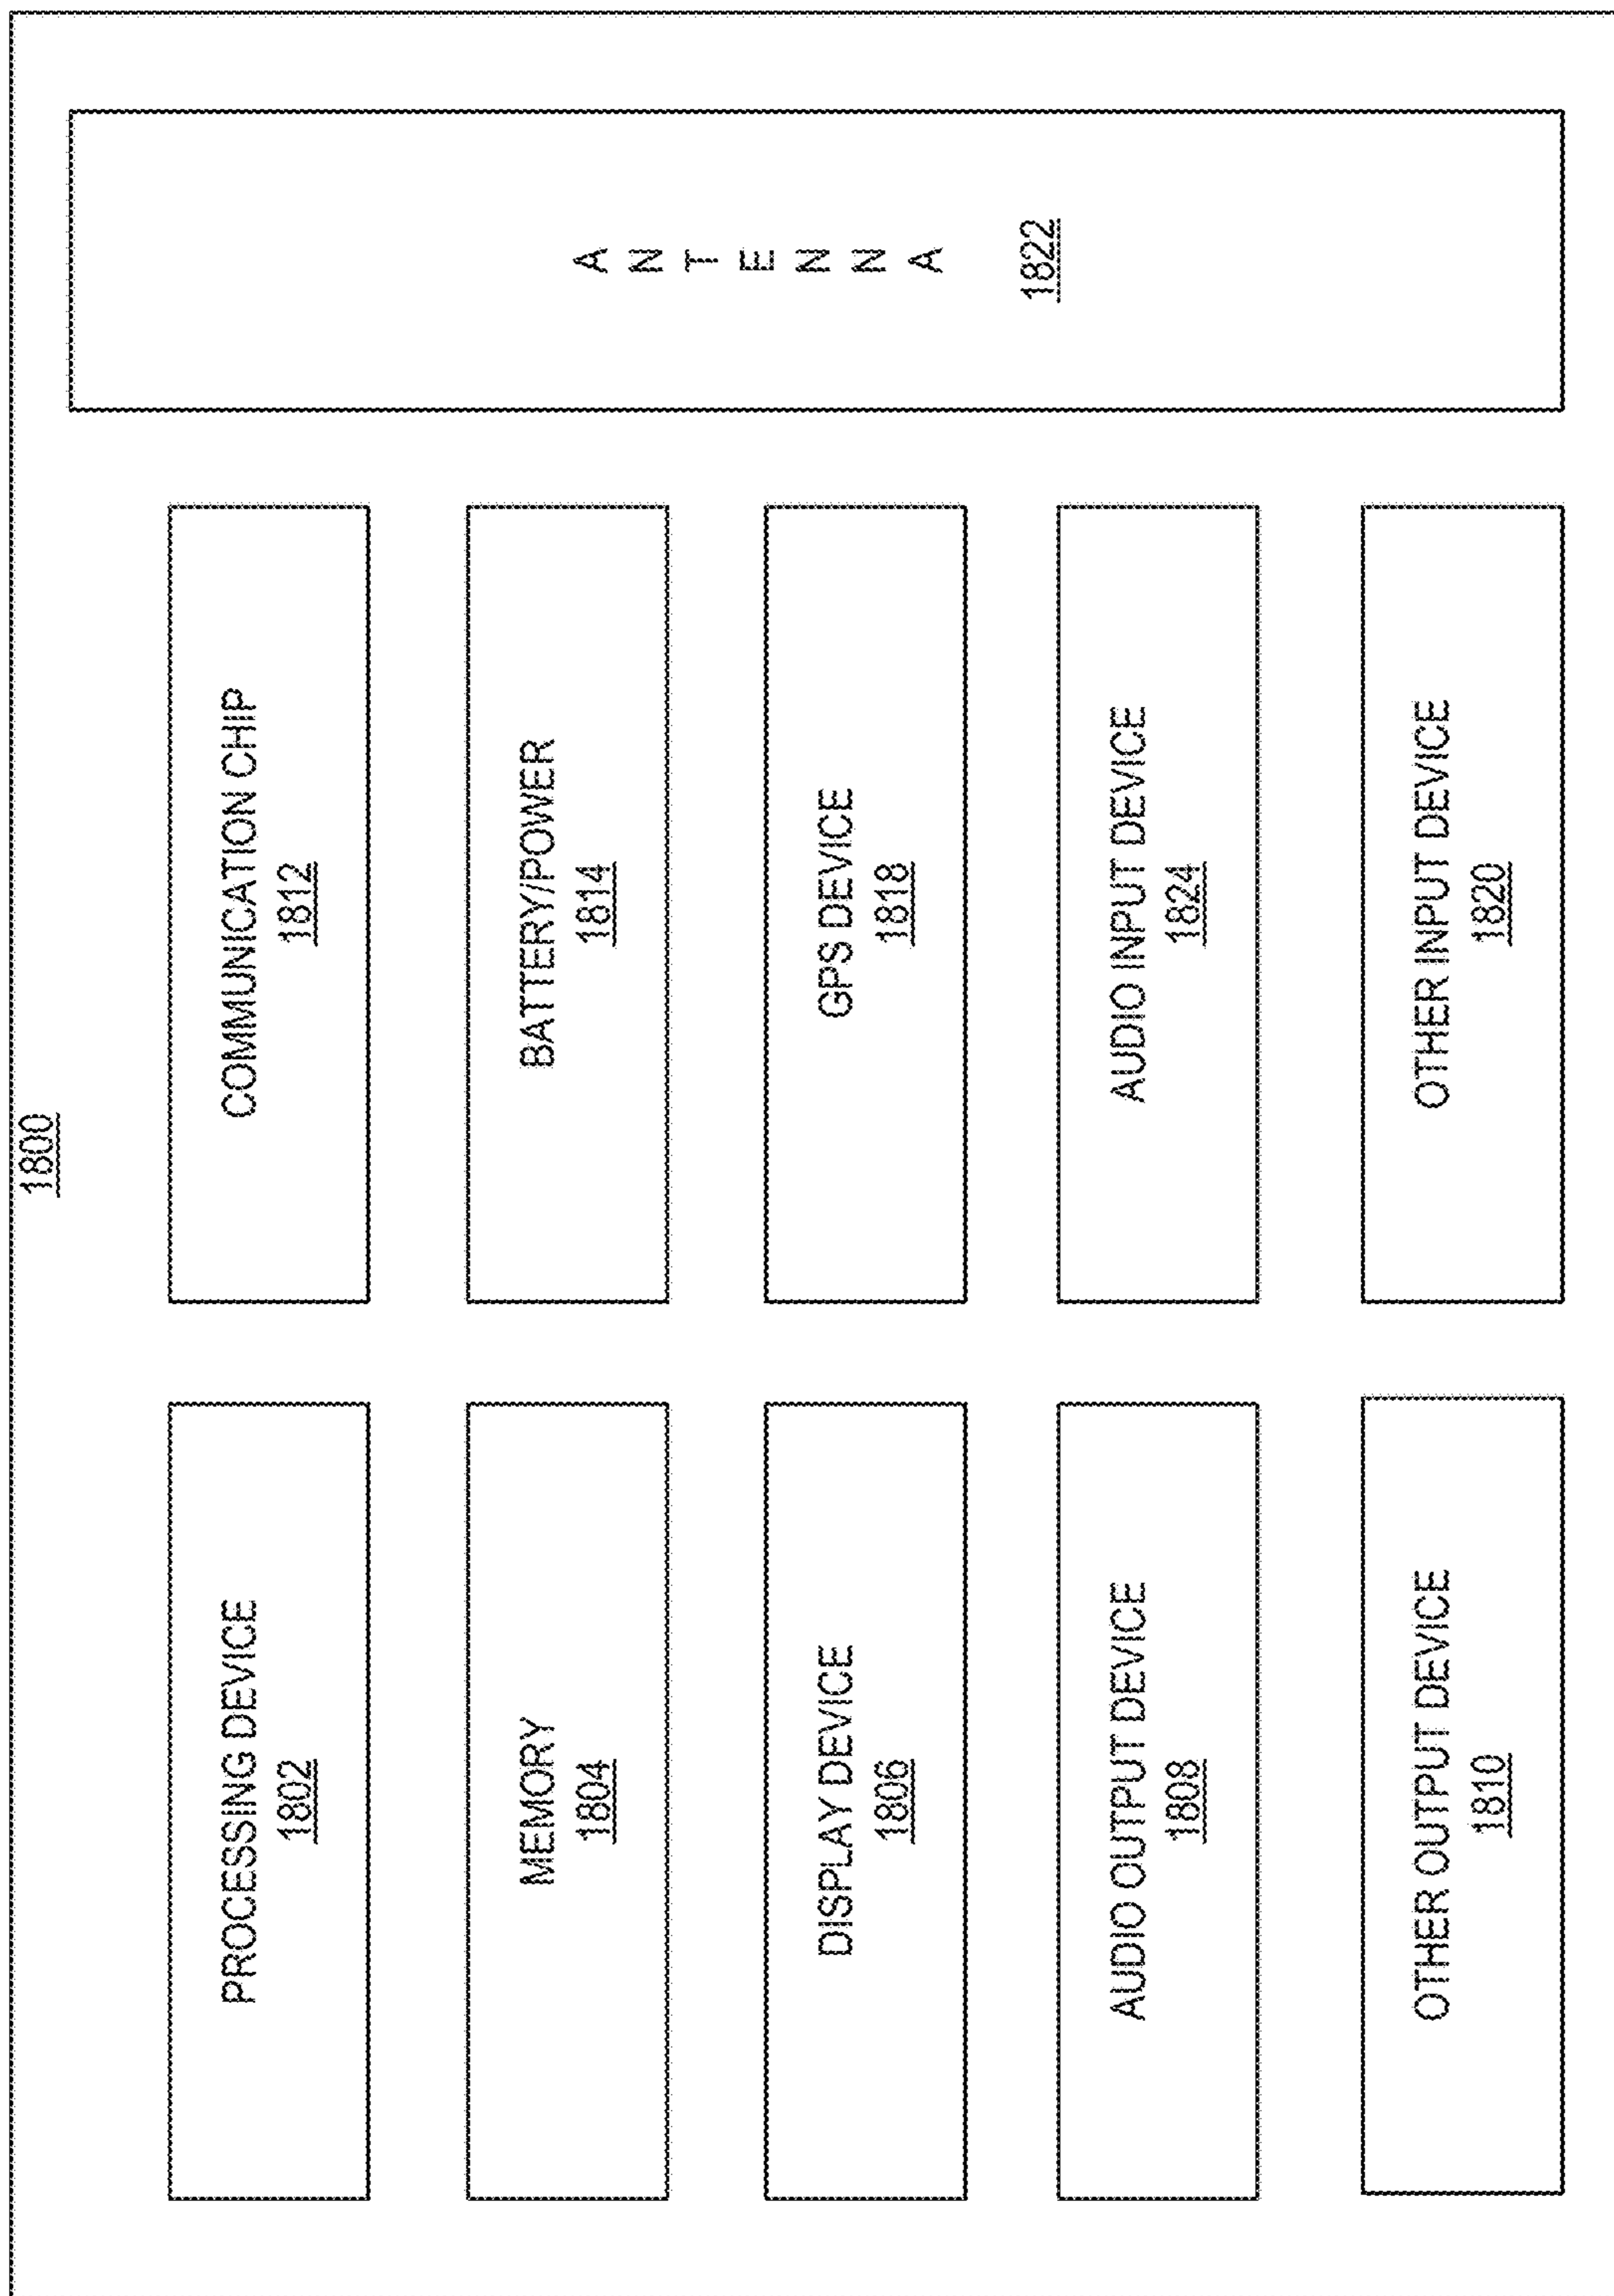 1800
PROCESSING DEVICE
1802
COMMUNICATION CHIP
1812
MEMORY
1804
BATTERY/POWER
1814
DISPLAY DEVICE
1806
GPS DEVICE
1818
AUDIO OUTPUT DEVICE
1808
AUDIO INPUT DEVICE
1824
OTHER OUTPUT DEVICE
1810
OTHER INPUT DEVICE
1820
A
N
T
E
N
N
A
1822